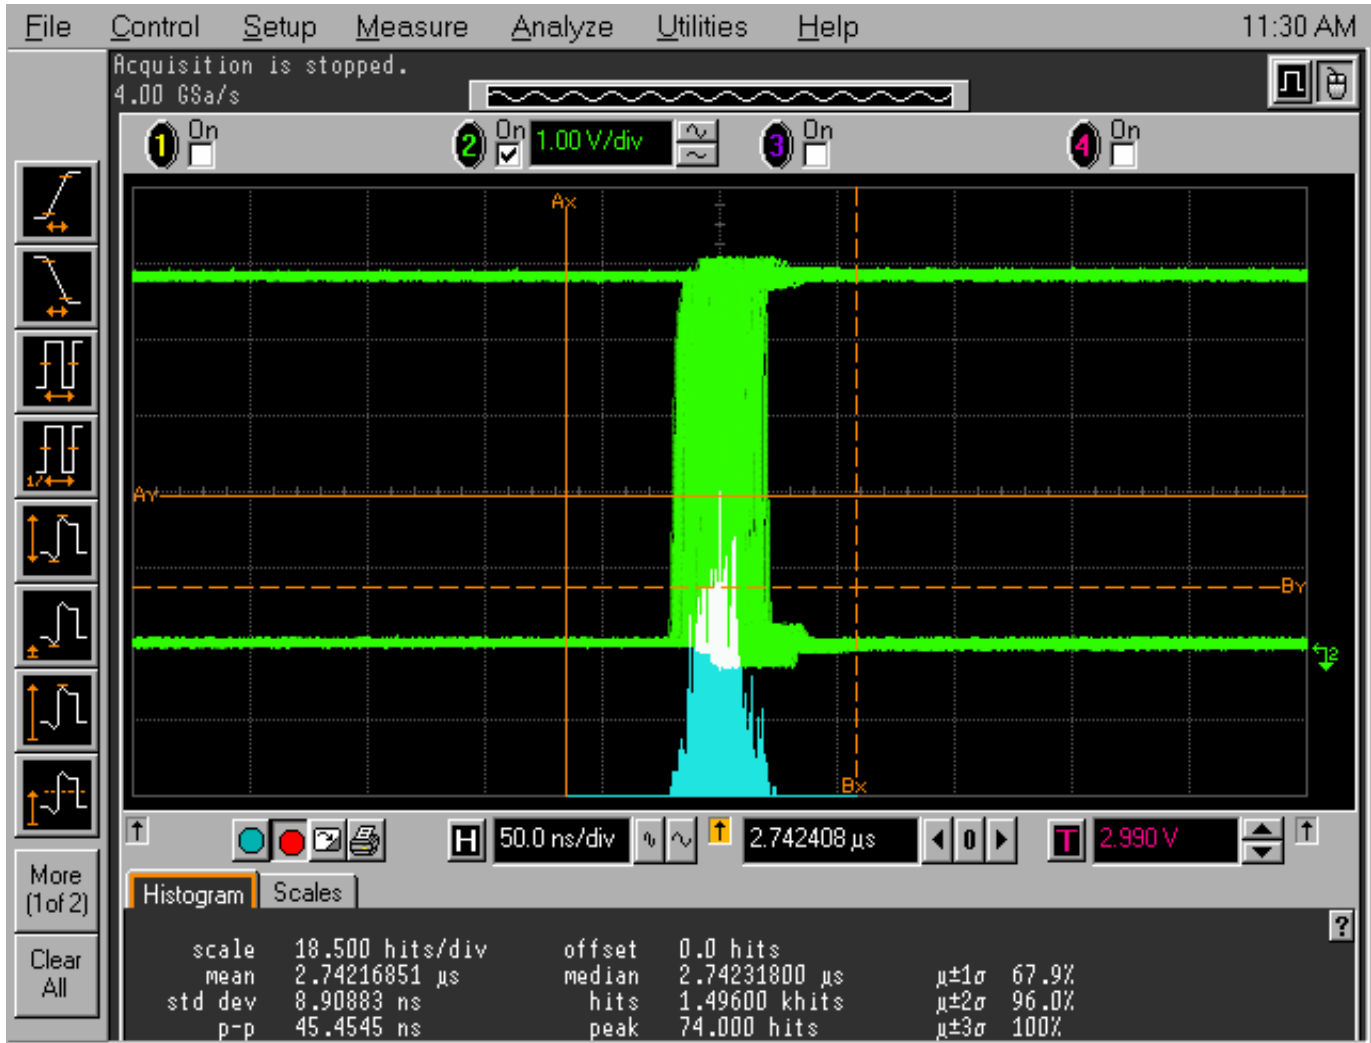 File Control Setup Measure Analyze Utilities Help 11:30 AM
Acquisition is stopped.
4.00 GSa/s
1 On 2 On 1.00 V/div 3 On 4 On
Ax
Ay
By
2
Bx
1/
More
(1of 2)
Clear
All
H 50.0 ns/div 2.742408 µs 0 T 2.990 V
Histogram Scales
?
scale 18.500 hits/div offset 0.0 hits
mean 2.74216851 µs median 2.74231800 µs µ±1σ 67.9%
std dev 8.90883 ns hits 1.49600 khits µ±2σ 96.0%
p-p 45.4545 ns peak 74.000 hits µ±3σ 100%